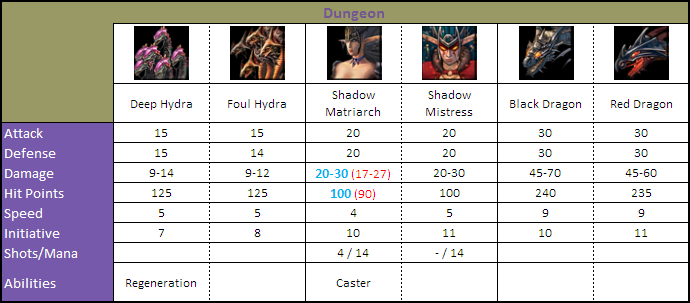 Dungeon
Deep Hydra Foul Hydra Shadow Matriarch Shadow Mistress Black Dragon Red Dragon
Attack 15 15 20 20 30 30
Defense 15 14 20 20 30 30
Damage 9-14 9-12 20-30 (17-27) 20-30 45-70 45-60
Hit Points 125 125 100 (90) 100 240 235
Speed 5 5 4 5 9 9
Initiative 7 8 10 11 10 11
Shots/Mana 4 / 14 - / 14
Abilities Regeneration Caster